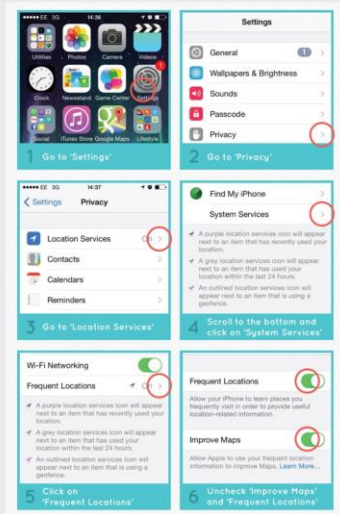 EE 3G 14:36
Utilities Photos Camera Videos
1
Clock Newsstand Game Center Settings
Social iTunes Store Google Maps Lifestyle
1 Go to 'Settings'
Settings
General 1
Wallpapers & Brightness
Sounds
Passcode
Privacy
2 Go to 'Privacy'
EE 3G 14:37
Settings Privacy
Location Services On
Contacts
Calendars
Reminders
3 Go to 'Location Services'
Find My iPhone
System Services
A purple location services icon will appear
next to an item that has recently used your
location.
A grey location services icon will appear
next to an item that has used your
location within the last 24 hours.
An outlined location services icon will
appear next to an item that is using a
geofence.
4 Scroll to the bottom and
click on 'System Services'
Wi-Fi Networking
Frequent Locations On
A purple location services icon will appear
next to an item that has recently used your
location.
A grey location services icon will appear
next to an item that has used your
location within the last 24 hours.
An outlined location services icon will
appear next to an item that is using a
geofence.
5 Click on
'Frequent Locations'
Frequent Locations
Allow your iPhone to learn places you
frequently visit in order to provide useful
location-related information.
Improve Maps
Allow Apple to use your frequent location
information to improve Maps. Learn More...
6 Uncheck 'Improve Maps'
and 'Frequent Locations'